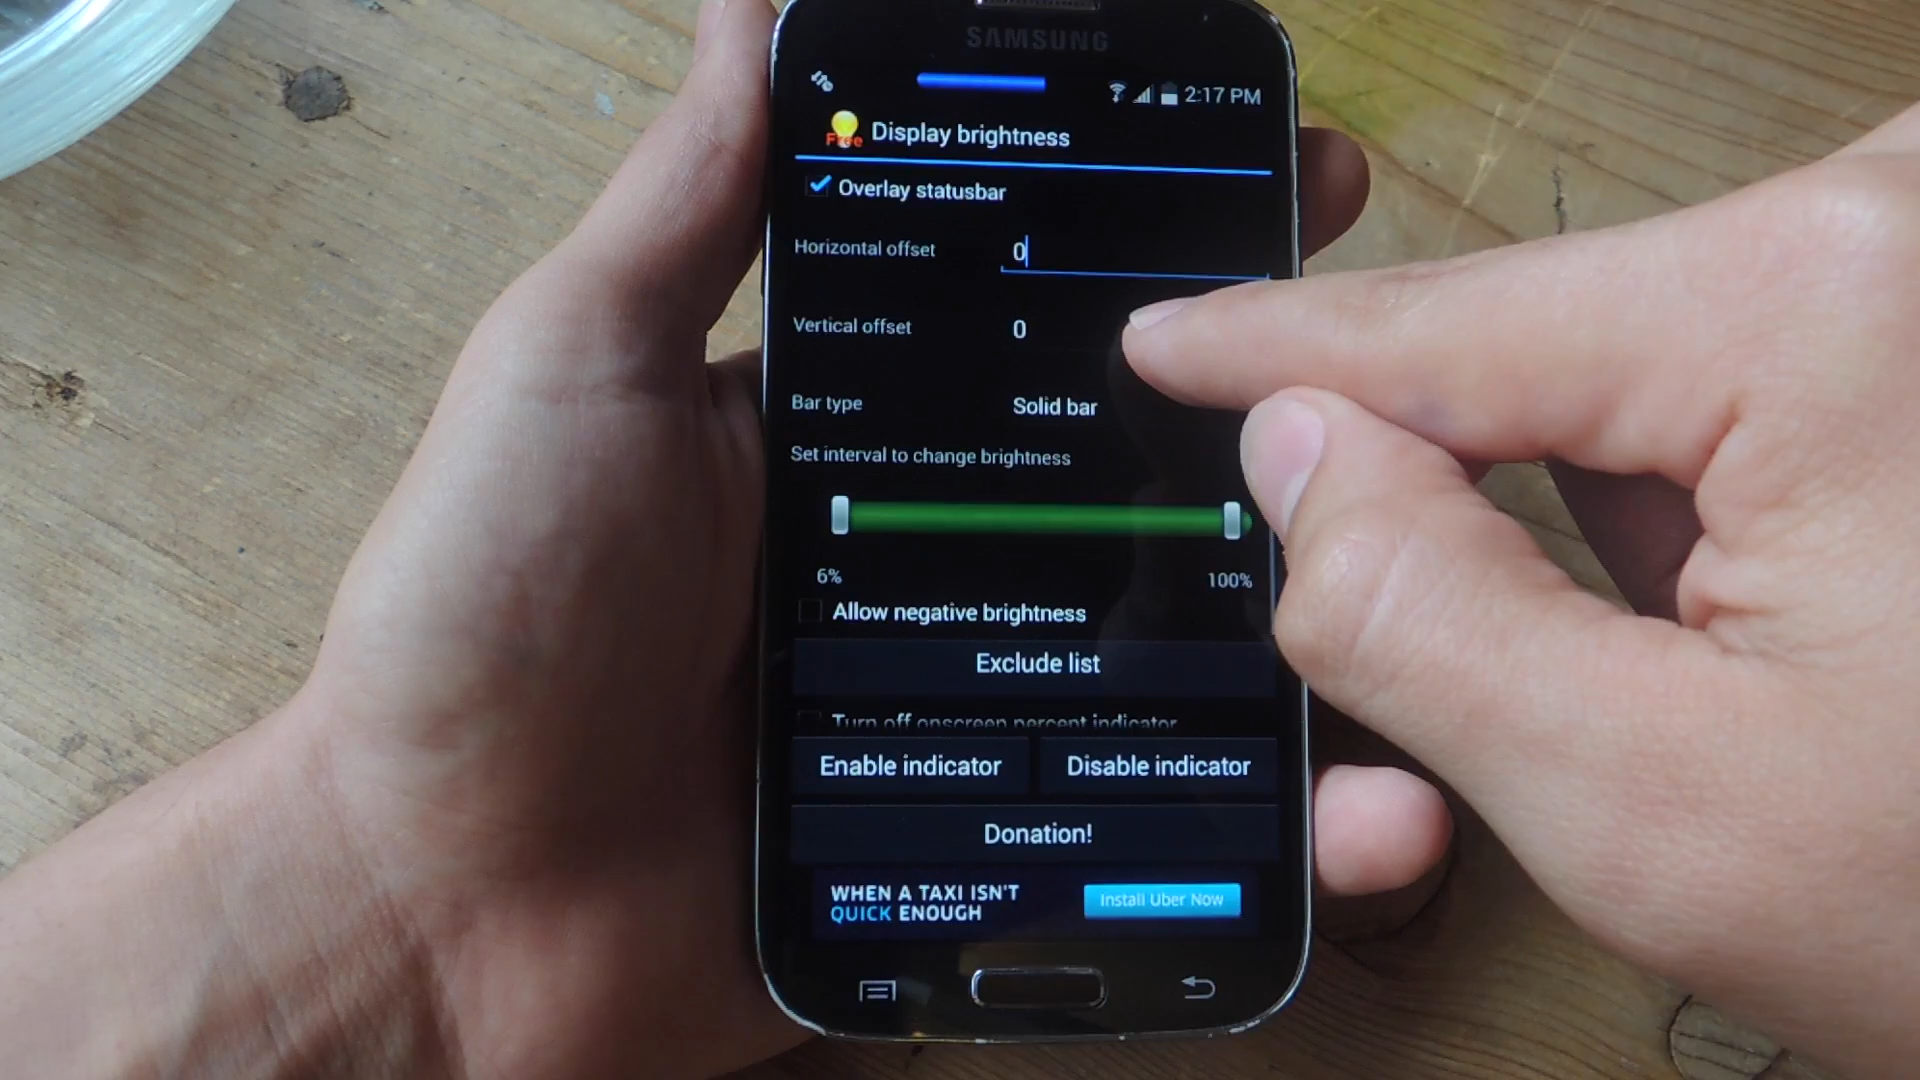 SAMSUNG
2:17 PM
Free
Display brightness
Overlay statusbar
Horizontal offset 0
Vertical offset 0
Bar type Solid bar
Set interval to change brightness
6% 100%
Allow negative brightness
Exclude list
Turn off onscreen percent indicator
Enable indicator Disable indicator
Donation!
WHEN A TAXI ISN'T
QUICK ENOUGH
Install Uber Now